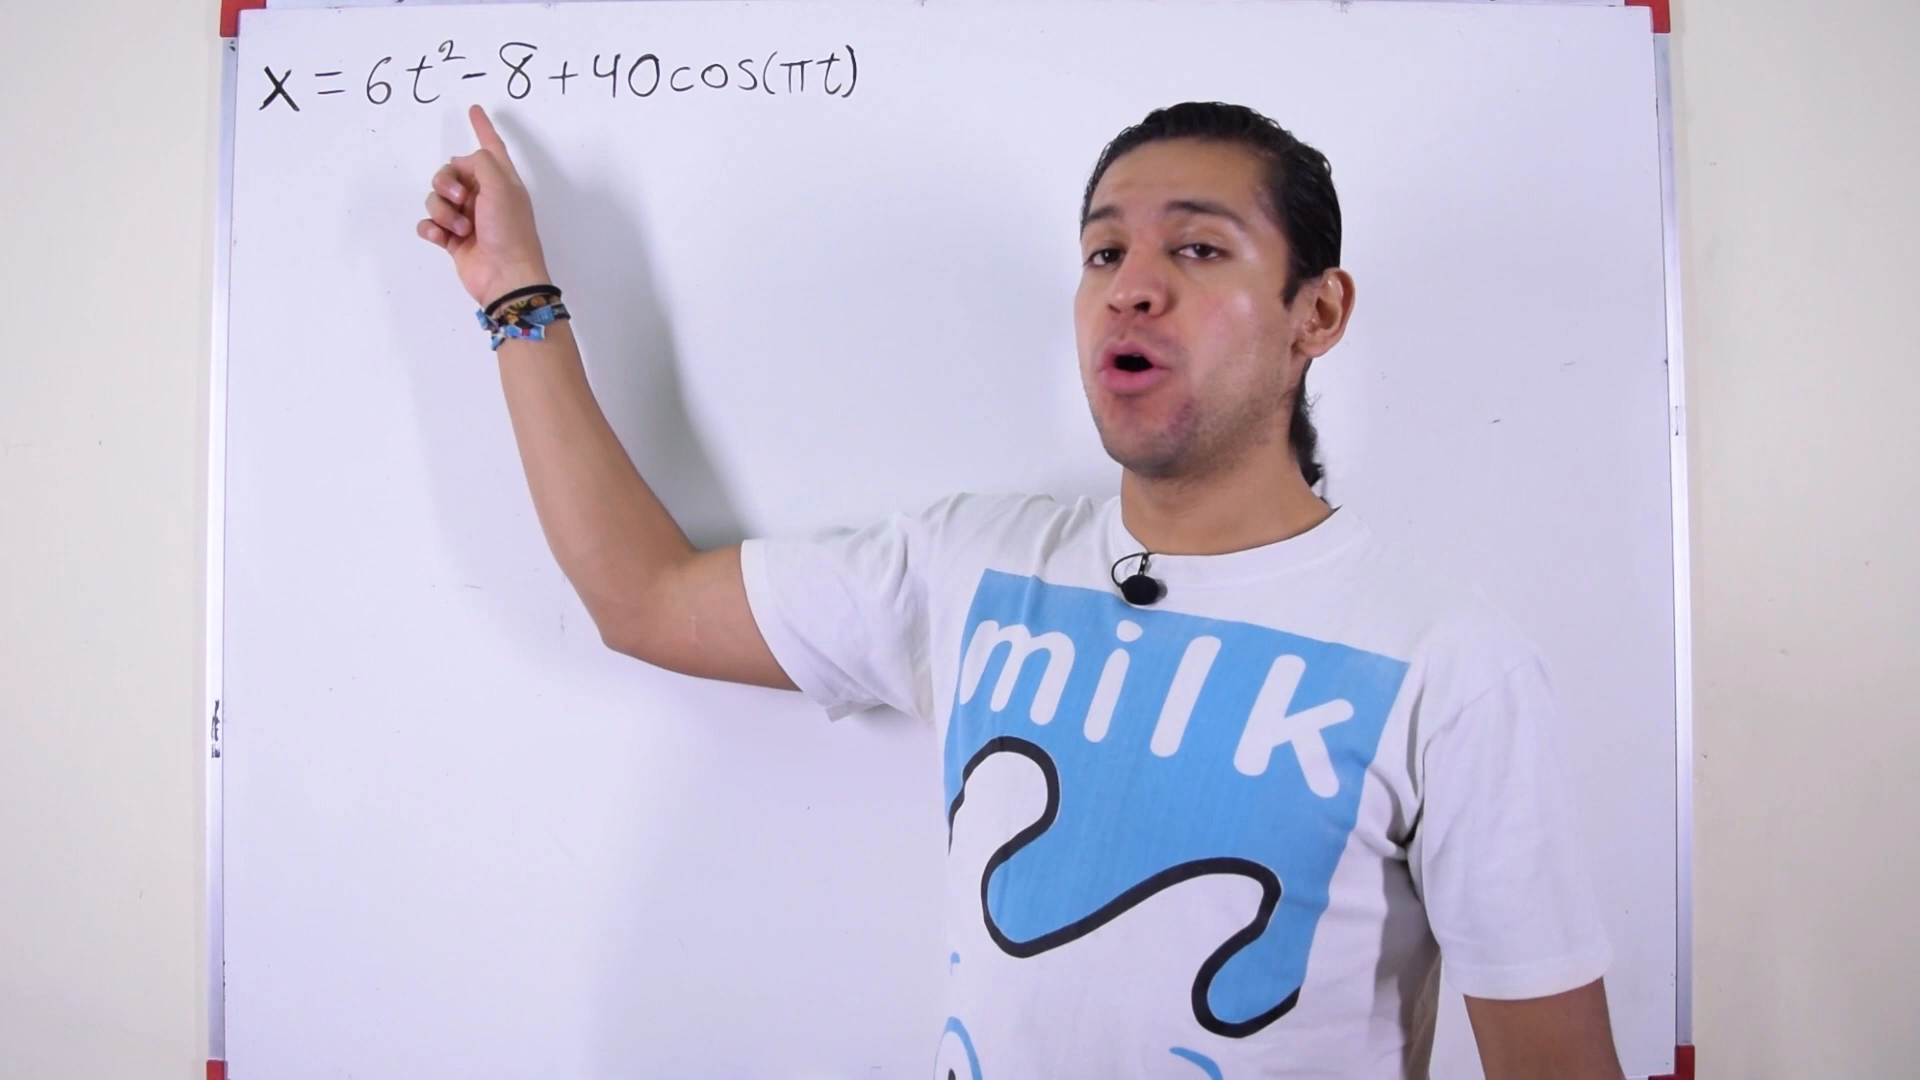 x = 6t² - 8 + 40cos(πt)
milk